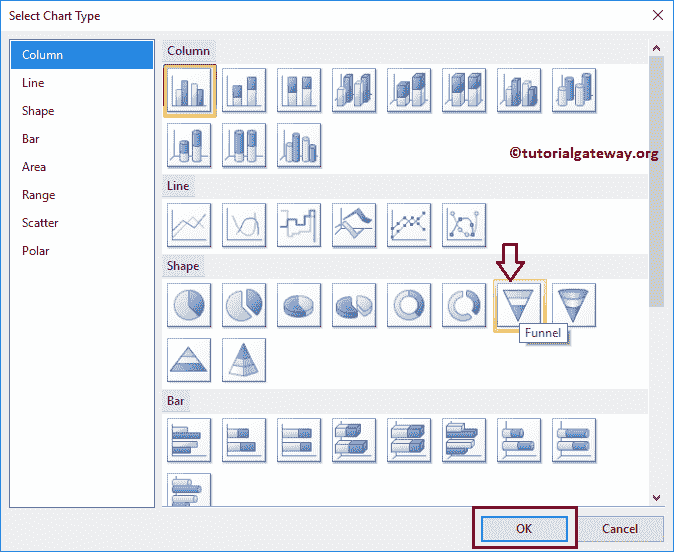 Select Chart Type
Column
Line
Shape
Bar
Area
Range
Scatter
Polar
Column
©tutorialgateway.org
Line
Shape
Funnel
Bar
OK
Cancel